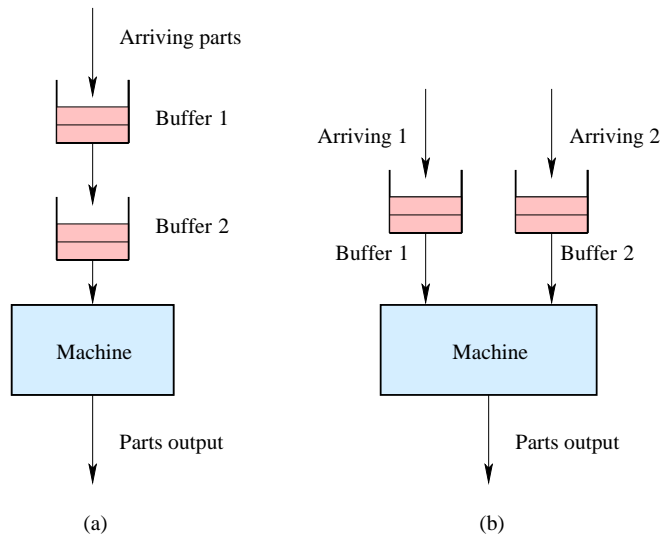 Arriving parts
Buffer 1
Buffer 2
Machine
Parts output
(a)
Arriving 1
Arriving 2
Buffer 1
Buffer 2
Machine
Parts output
(b)